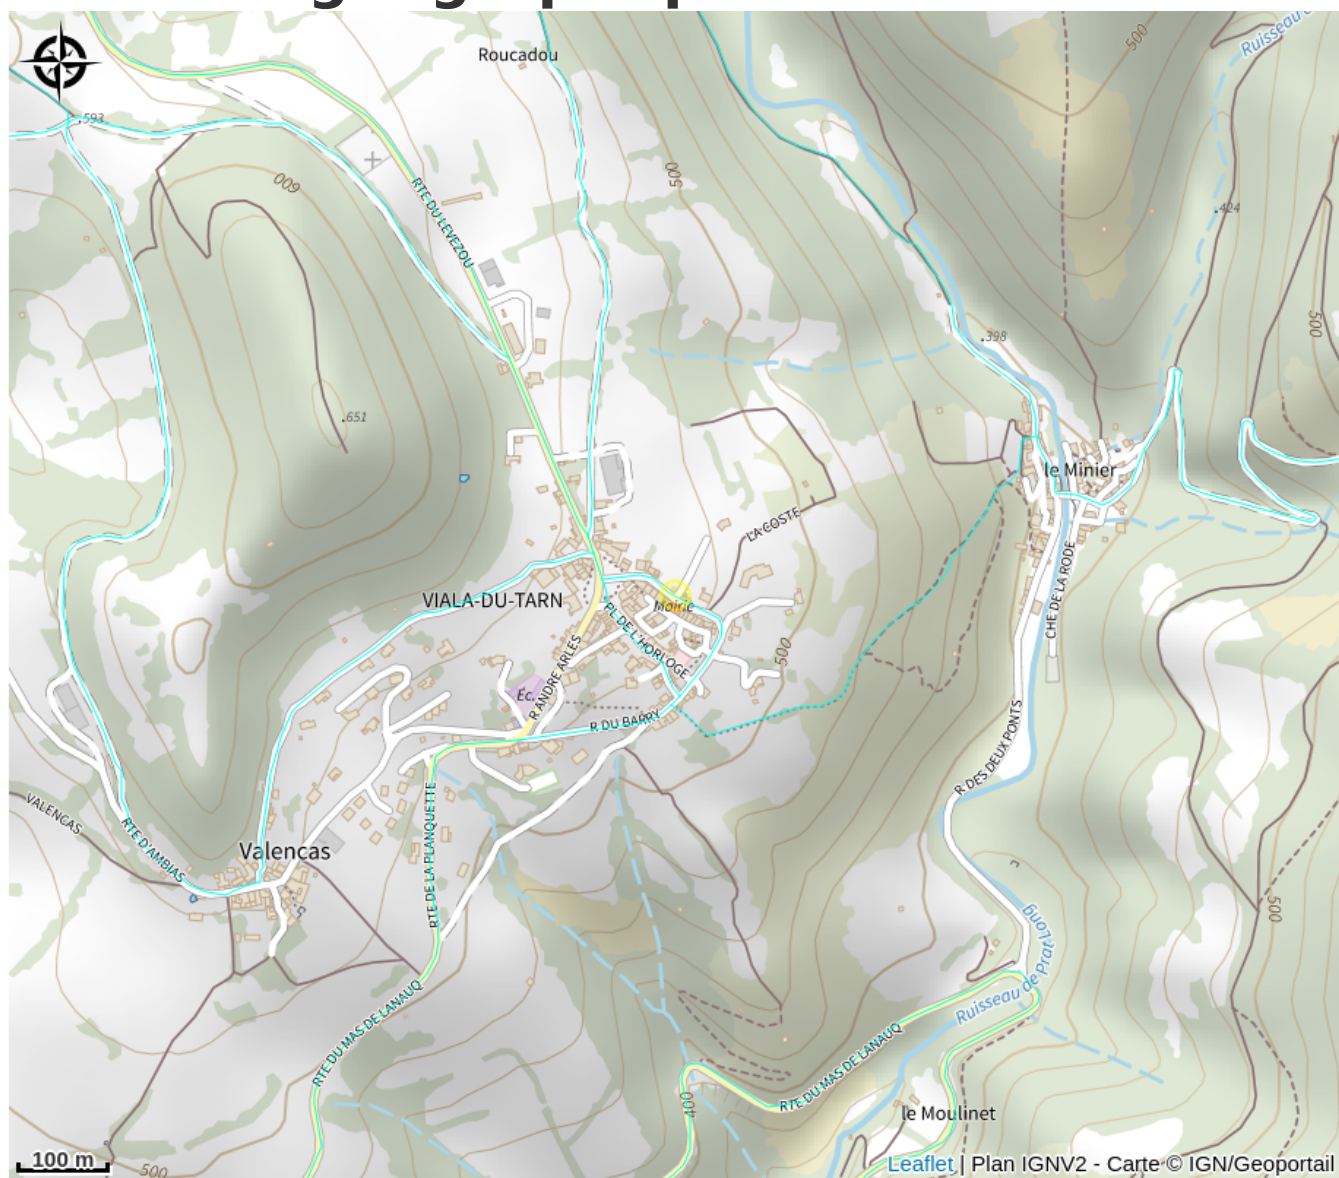 Roucadou
500
Ruisseau
593
600
500
RTE DU LEVEZOU
424
398
500
651
le Minier
LA COSTE
VIALA-DU-TARN
Mairie
PL DE L'HORLOGE
CHE DE LA RODE
R ANDRE ARLES
500
Éc.
R DU BARRY
R DES DEUX PONTS
VALENCAS
RTE D'AMBIAS
Valencas
RTE DE LA PLANQUETTE
500
Ruisseau de Prat Long
RTE DU MAS DE LANAUQ
RTE DU MAS DE LANAUQ
400
le Moulinet
100 m
500
Leaflet | Plan IGNV2 - Carte © IGN/Geoportail